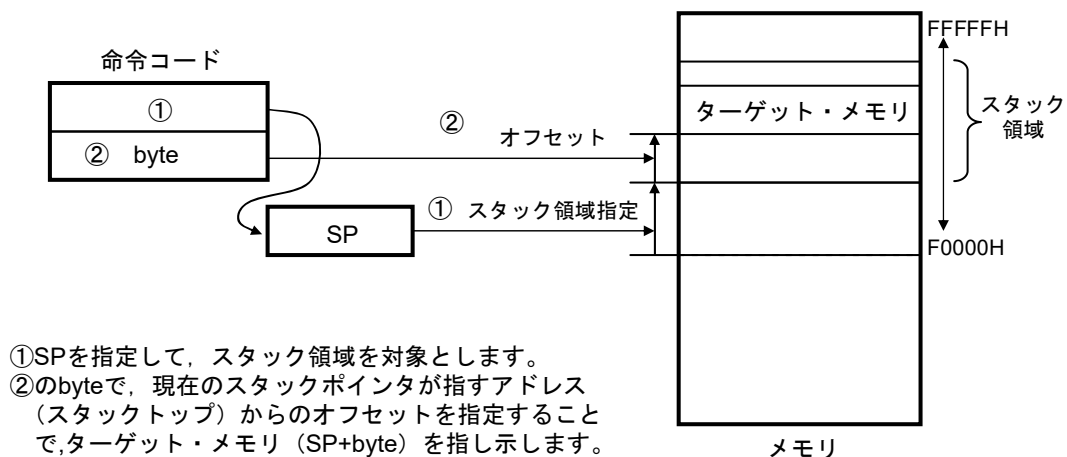 命令コード
①
② byte
SP
② オフセット
① スタック領域指定
FFFFFH
ターゲット・メモリ
スタック
領域
F0000H
メモリ
①SPを指定して，スタック領域を対象とします。
②のbyteで，現在のスタックポインタが指すアドレス
（スタックトップ）からのオフセットを指定すること
で,ターゲット・メモリ（SP+byte）を指し示します。